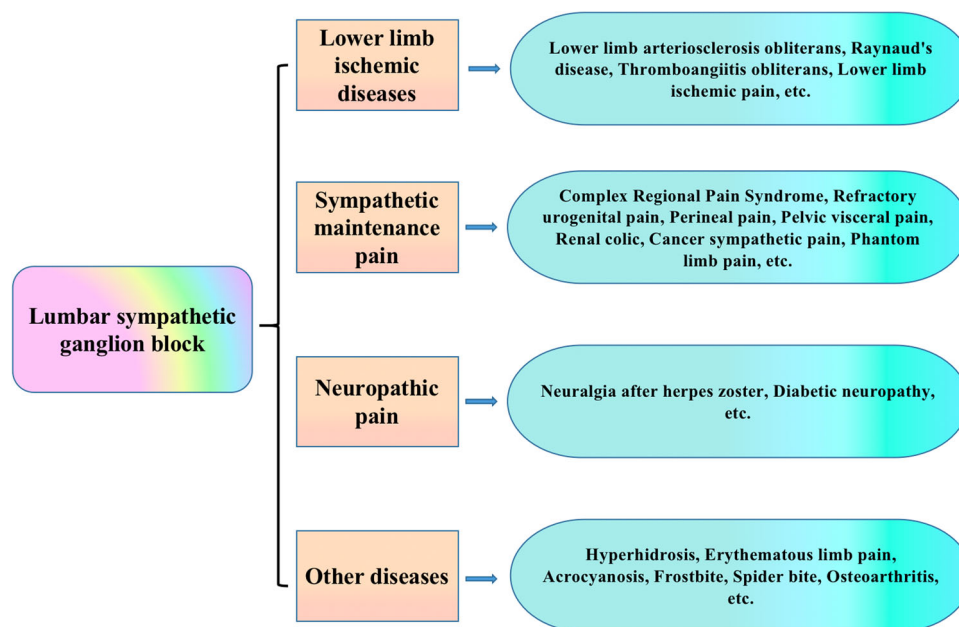 Lumbar sympathetic
ganglion block
Lower limb
ischemic
diseases
Lower limb arteriosclerosis obliterans, Raynaud's
disease, Thromboangiitis obliterans, Lower limb
ischemic pain, etc.
Sympathetic
maintenance
pain
Complex Regional Pain Syndrome, Refractory
urogenital pain, Perineal pain, Pelvic visceral pain,
Renal colic, Cancer sympathetic pain, Phantom
limb pain, etc.
Neuropathic
pain
Neuralgia after herpes zoster, Diabetic neuropathy,
etc.
Other diseases
Hyperhidrosis, Erythematous limb pain,
Acrocyanosis, Frostbite, Spider bite, Osteoarthritis,
etc.